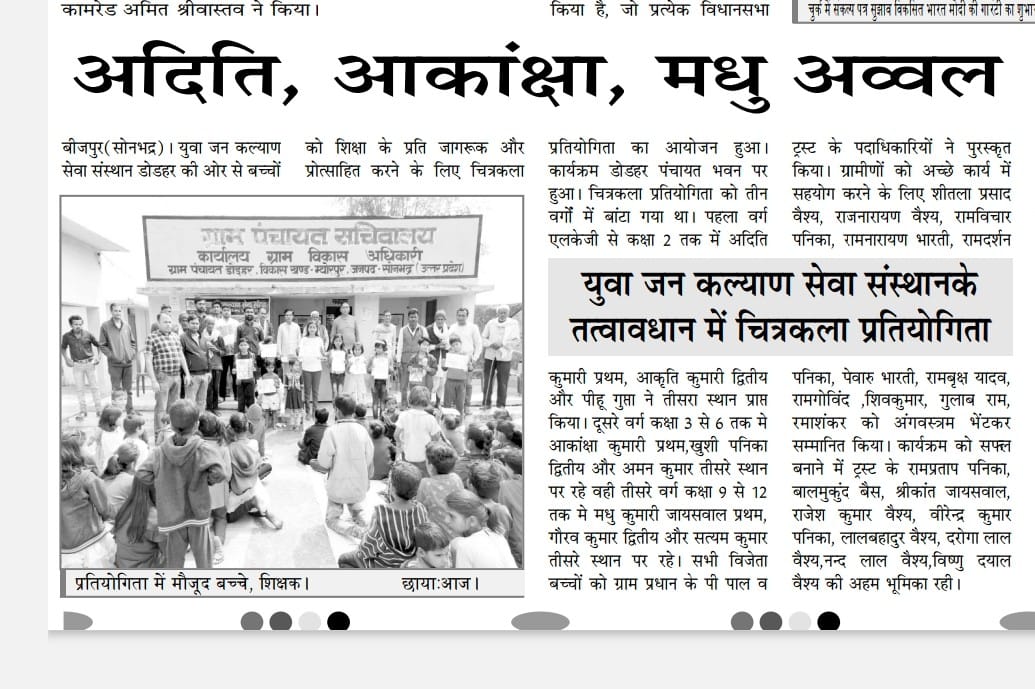 कामरेड अमित श्रीवास्तव ने किया।
किया है, जो प्रत्येक विधानसभा
चुर्क में संकल्प पत्र सुझाव विकसित भारत मोदी की गारंटी का शुभा
अदिति, आकांक्षा, मधु अव्वल
बीजपुर(सोनभद्र)। युवा जन कल्याण
सेवा संस्थान डोडहर की ओर से बच्चों
को शिक्षा के प्रति जागरूक और
प्रोत्साहित करने के लिए चित्रकला
ग्राम पंचायत सचिवालय
कार्यालय ग्राम विकास अधिकारी
ग्राम पंचायत डोडहर, विकास खण्ड-म्योरपुर, जनपद-सोनभद्र (उत्तर प्रदेश)
प्रतियोगिता में मौजूद बच्चे, शिक्षक। छायाःआज।
प्रतियोगिता का आयोजन हुआ।
कार्यक्रम डोडहर पंचायत भवन पर
हुआ। चित्रकला प्रतियोगिता को तीन
वर्गों में बांटा गया था। पहला वर्ग
एलकेजी से कक्षा 2 तक में अदिति
युवा जन कल्याण सेवा संस्थानके
तत्वावधान में चित्रकला प्रतियोगिता
कुमारी प्रथम, आकृति कुमारी द्वितीय
और पीहू गुप्ता ने तीसरा स्थान प्राप्त
किया। दूसरे वर्ग कक्षा 3 से 6 तक मे
आकांक्षा कुमारी प्रथम,खुशी पनिका
द्वितीय और अमन कुमार तीसरे स्थान
पर रहे वही तीसरे वर्ग कक्षा 9 से 12
तक मे मधु कुमारी जायसवाल प्रथम,
गौरव कुमार द्वितीय और सत्यम कुमार
तीसरे स्थान पर रहे। सभी विजेता
बच्चों को ग्राम प्रधान के पी पाल व
ट्रस्ट के पदाधिकारियों ने पुरस्कृत
किया। ग्रामीणों को अच्छे कार्य में
सहयोग करने के लिए शीतला प्रसाद
वैश्य, राजनारायण वैश्य, रामविचार
पनिका, रामनारायण भारती, रामदर्शन
पनिका, पेवारु भारती, रामबृक्ष यादव,
रामगोविंद ,शिवकुमार, गुलाब राम,
रमाशंकर को अंगवस्त्रम भेंटकर
सम्मानित किया। कार्यक्रम को सफ्ल
बनाने में ट्रस्ट के रामप्रताप पनिका,
बालमुकुंद बैस, श्रीकांत जायसवाल,
राजेश कुमार वैश्य, वीरेन्द्र कुमार
पनिका, लालबहादुर वैश्य, दरोगा लाल
वैश्य,नन्द लाल वैश्य,विष्णु दयाल
वैश्य की अहम भूमिका रही।